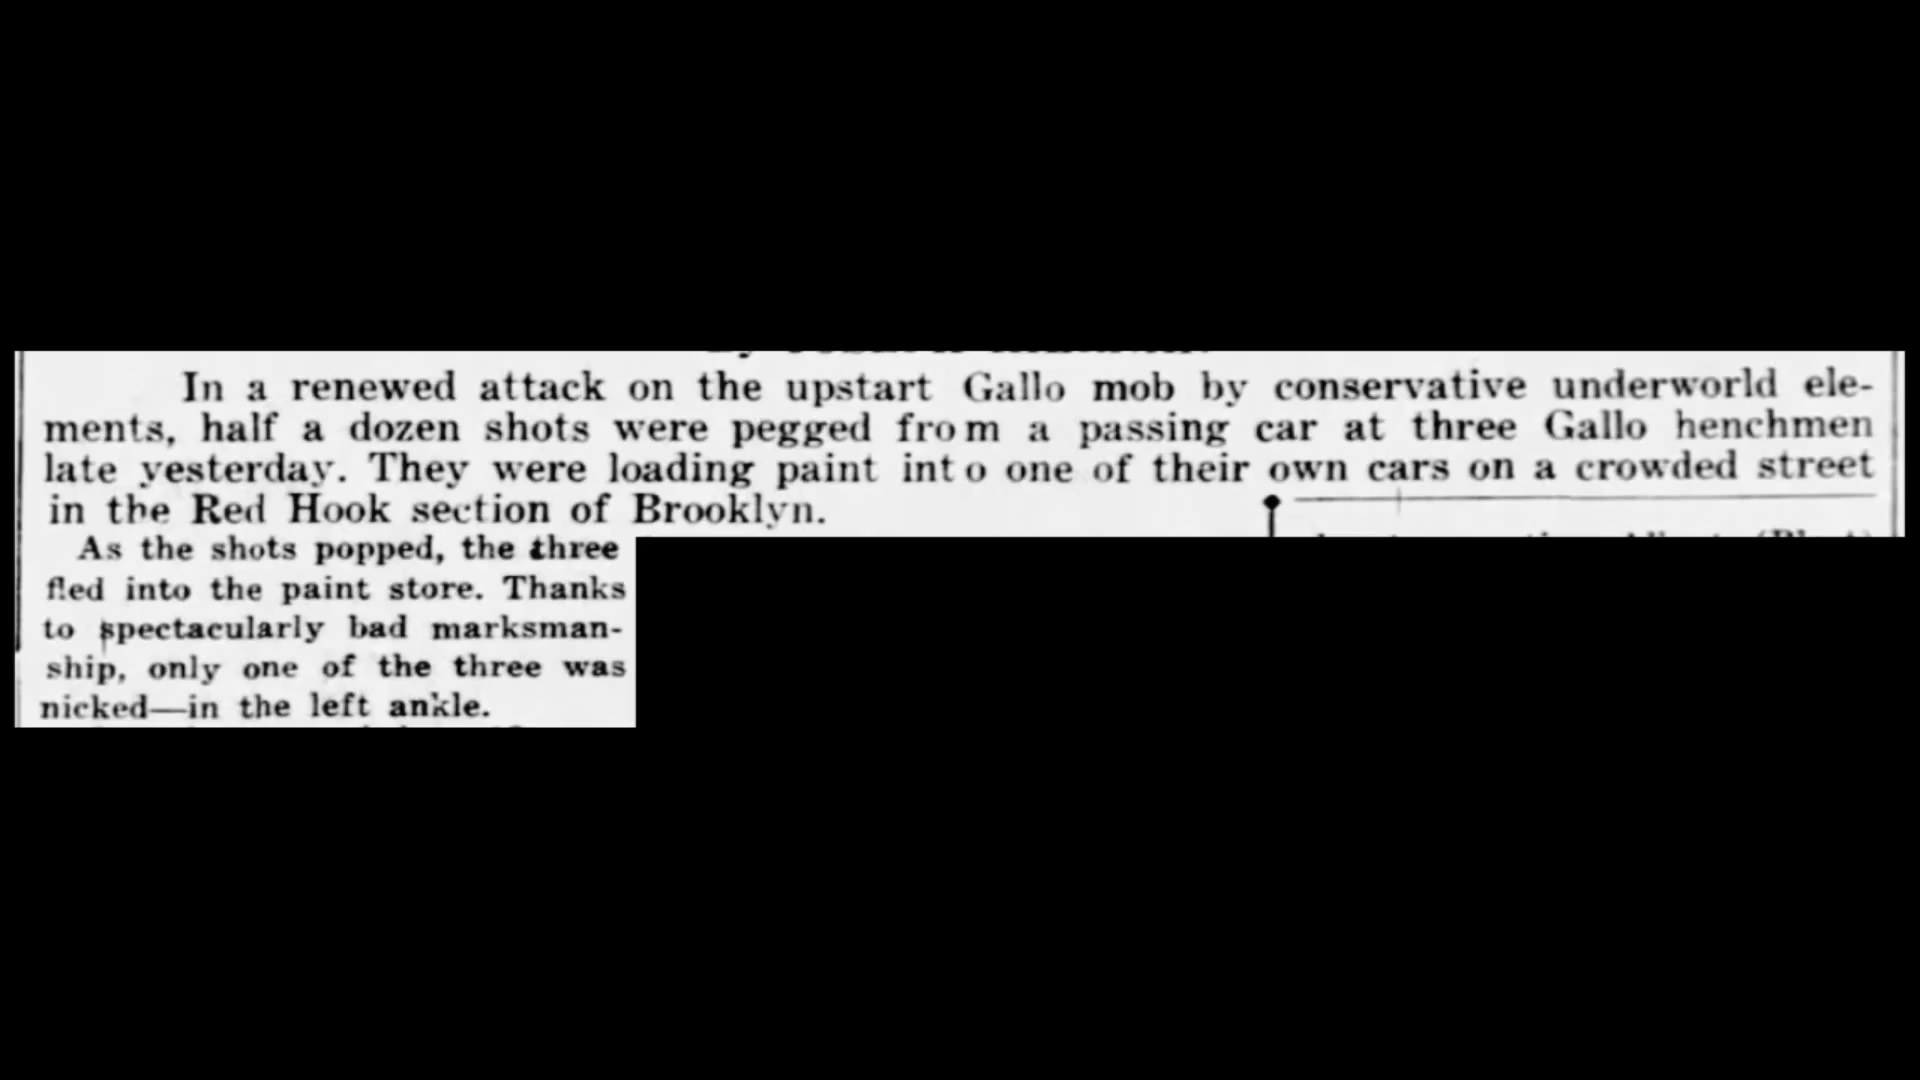 In a renewed attack on the upstart Gallo mob by conservative underworld ele-
ments, half a dozen shots were pegged from a passing car at three Gallo henchmen
late yesterday. They were loading paint into one of their own cars on a crowded street
in the Red Hook section of Brooklyn.
As the shots popped, the three
fled into the paint store. Thanks
to spectacularly bad marksman-
ship, only one of the three was
nicked—in the left ankle.